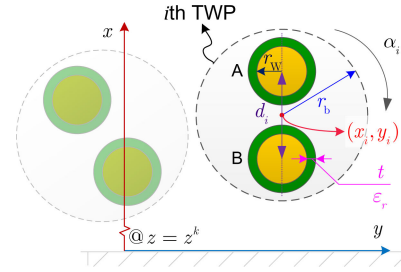 ith TWP
x
α_i
A
r_w
d_i
r_b
(x_i, y_i)
B
t
ε_r
@ z = z^k
y